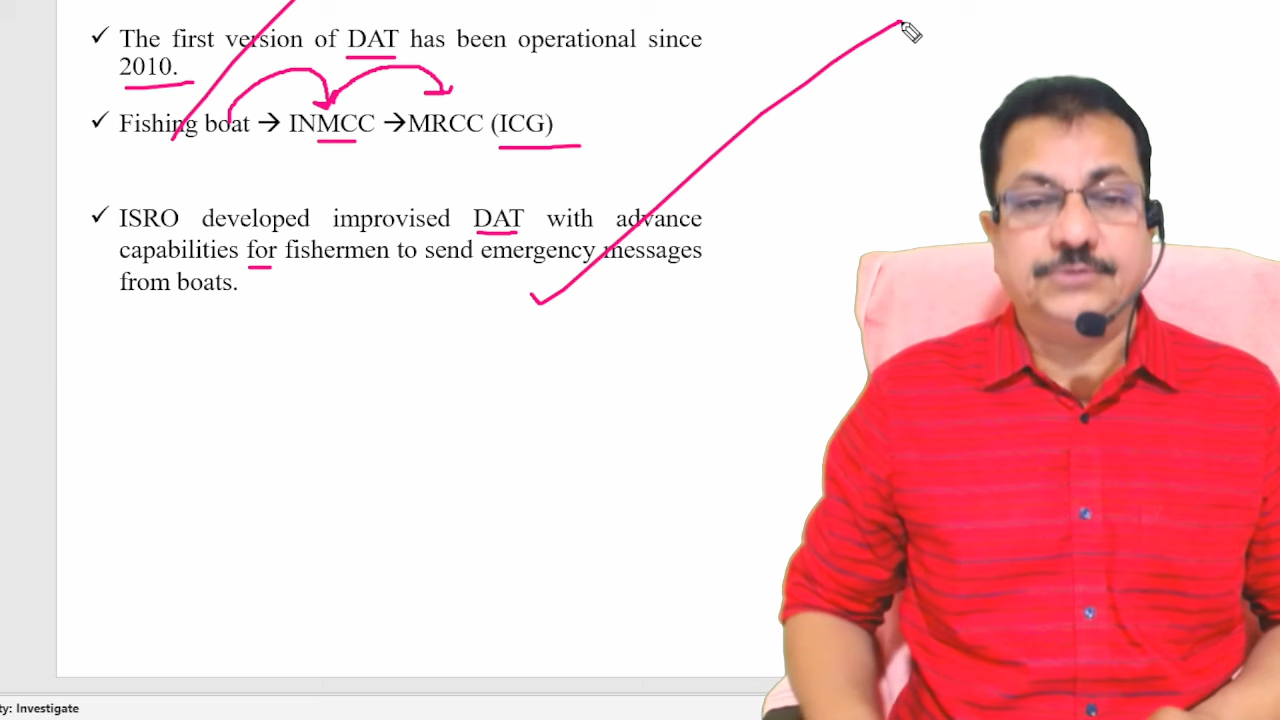 ✓ The first version of DAT has been operational since
2010.
✓ Fishing boat → INMCC →MRCC (ICG)
✓ ISRO developed improvised DAT with advance
capabilities for fishermen to send emergency messages
from boats.
ty: Investigate